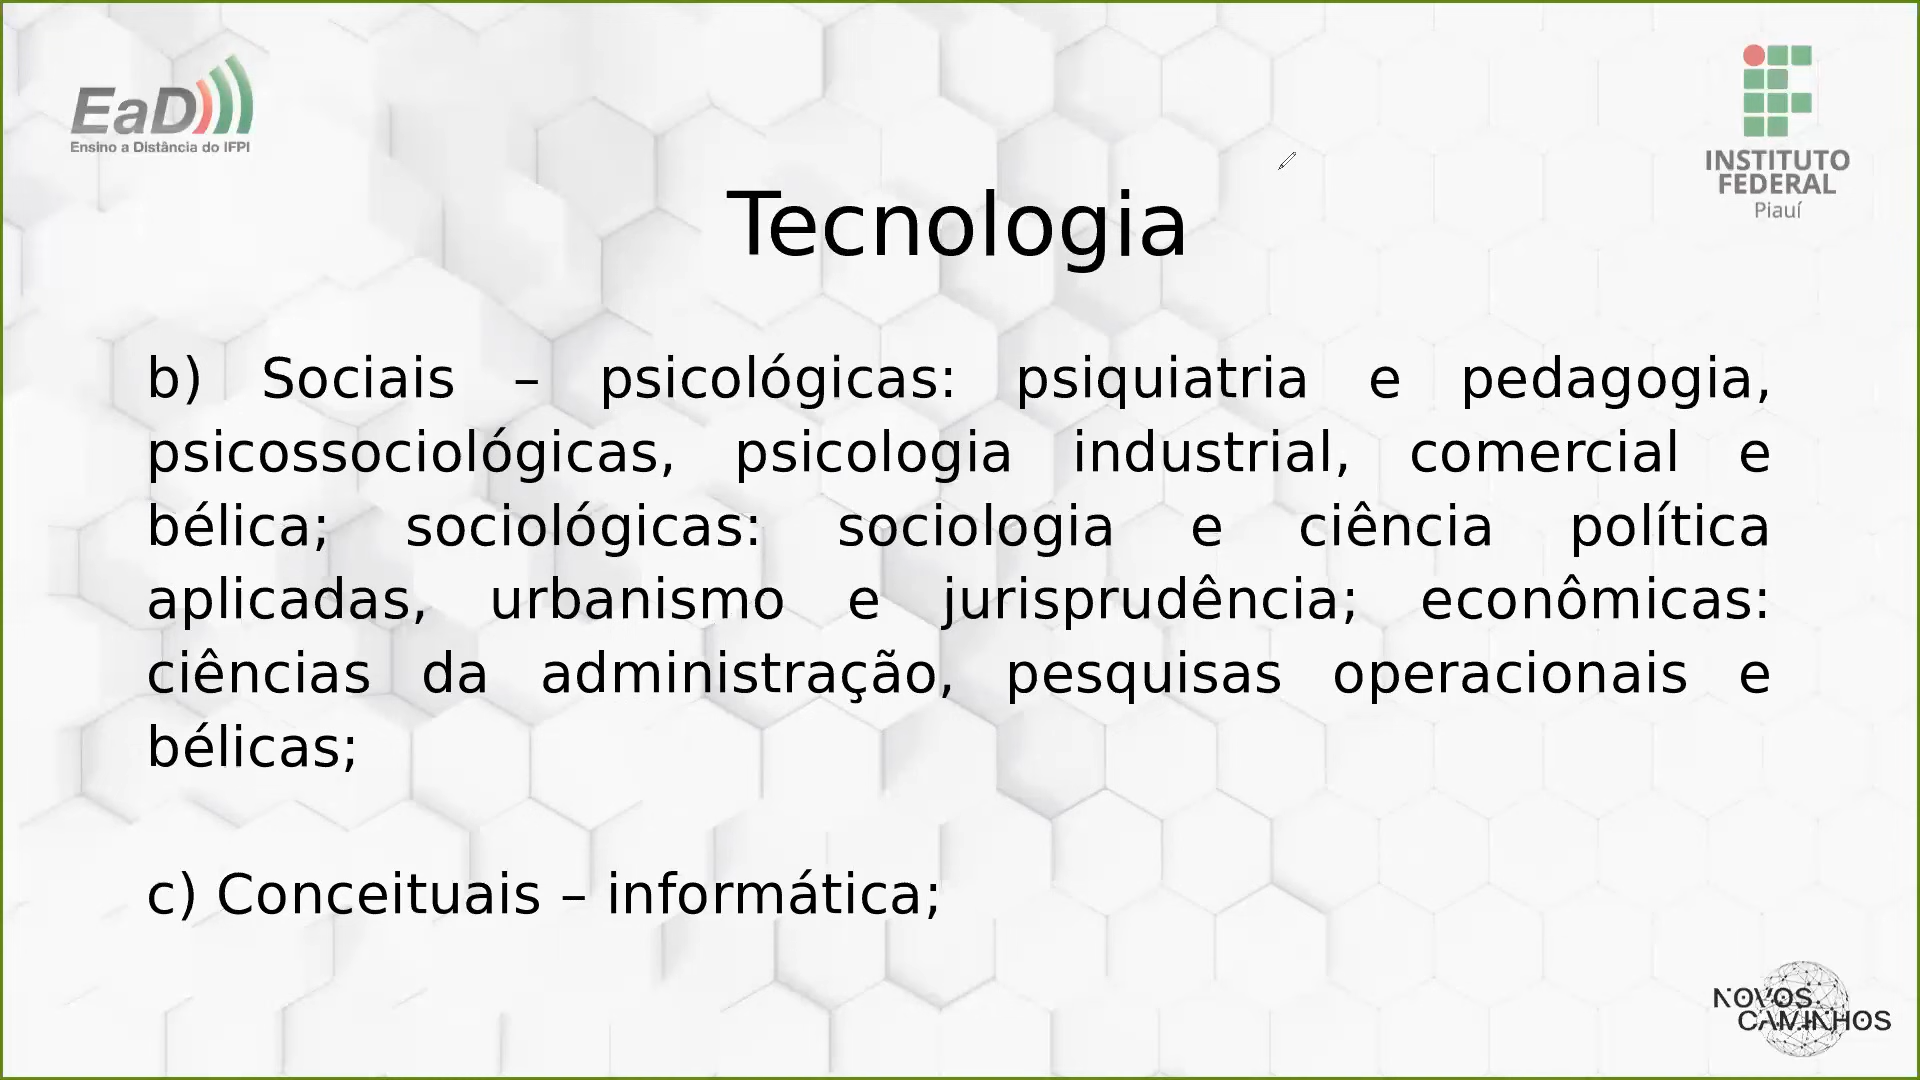 EaD
Ensino a Distância do IFPI
INSTITUTO
FEDERAL
Piauí
Tecnologia
b) Sociais – psicológicas: psiquiatria e pedagogia,
psicossociológicas, psicologia industrial, comercial e
bélica; sociológicas: sociologia e ciência política
aplicadas, urbanismo e jurisprudência; econômicas:
ciências da administração, pesquisas operacionais e
bélicas;
c) Conceituais – informática;
NOVOS
CAMINHOS